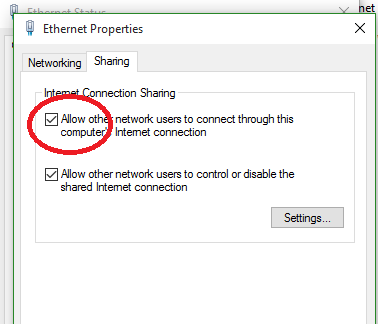 Ethernet Status
net
Ethernet Properties
Networking
Sharing
Internet Connection Sharing
Allow other network users to connect through this
computer's Internet connection
Allow other network users to control or disable the
shared Internet connection
Settings...